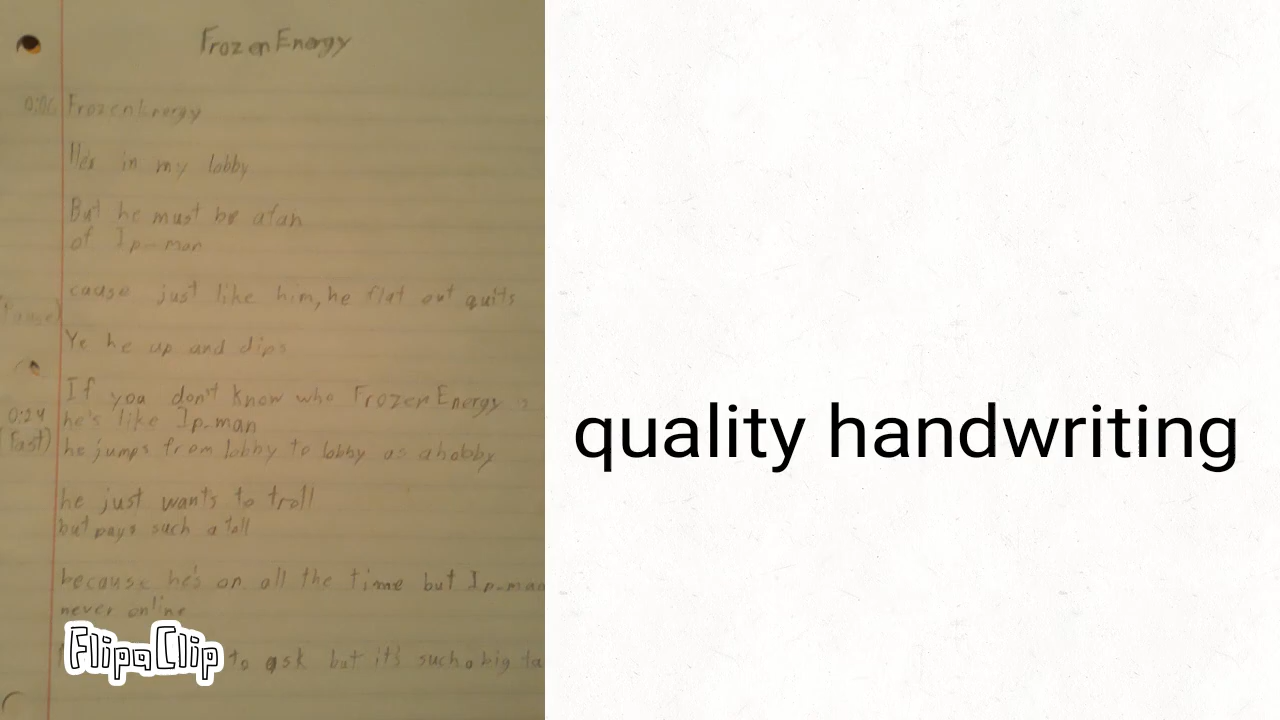 FrozenEnergy
0:06 FrozenEnergy
He's in my lobby
But he must be a fan
of Ip-man
cause just like him, he flat out quits
(Pause)
Ye he up and dips
If you don't know who FrozenEnergy is
0:24 he's like Ip-man
(Fast) he jumps from lobby to lobby as a hobby
he just wants to troll
but pays such a toll
because he's on all the time but Ip-man
never online
to ask but it's such a big ta
FlipaClip
quality handwriting